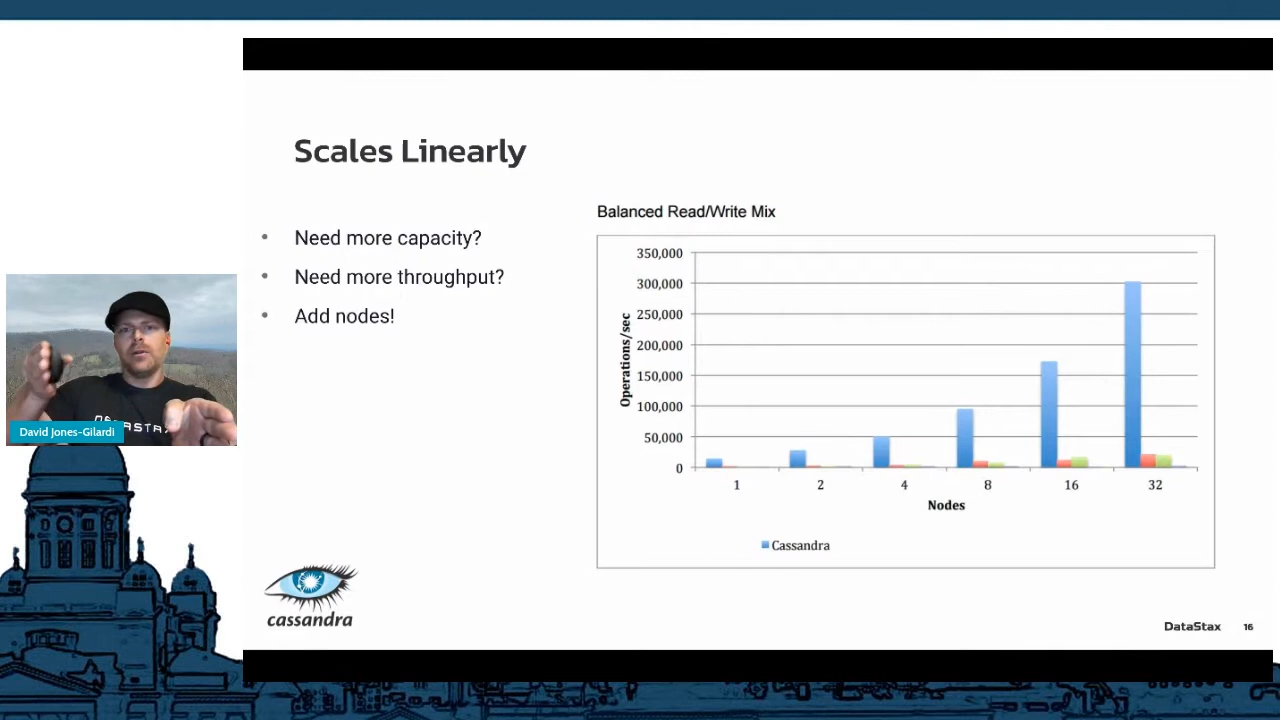 Scales Linearly
• Need more capacity?
• Need more throughput?
• Add nodes!
Balanced Read/Write Mix
350,000
300,000
250,000
200,000
150,000
100,000
50,000
0
Operations/sec
1 2 4 8 16 32
Nodes
Cassandra
David Jones-Gilardi
cassandra
DataStax 16